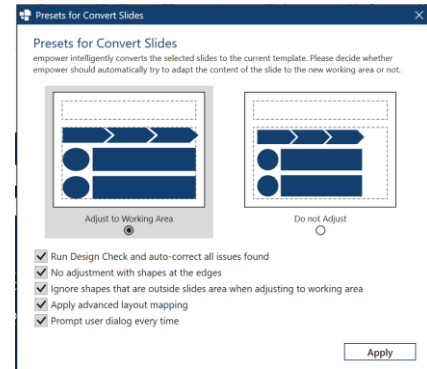 Presets for Convert Slides
Presets for Convert Slides
empower intelligently converts the selected slides to the current template. Please decide whether
empower should automatically try to adapt the content of the slide to the new working area or not.
Adjust to Working Area
Do not Adjust
Run Design Check and auto-correct all issues found
No adjustment with shapes at the edges
Ignore shapes that are outside slides area when adjusting to working area
Apply advanced layout mapping
Prompt user dialog every time
Apply